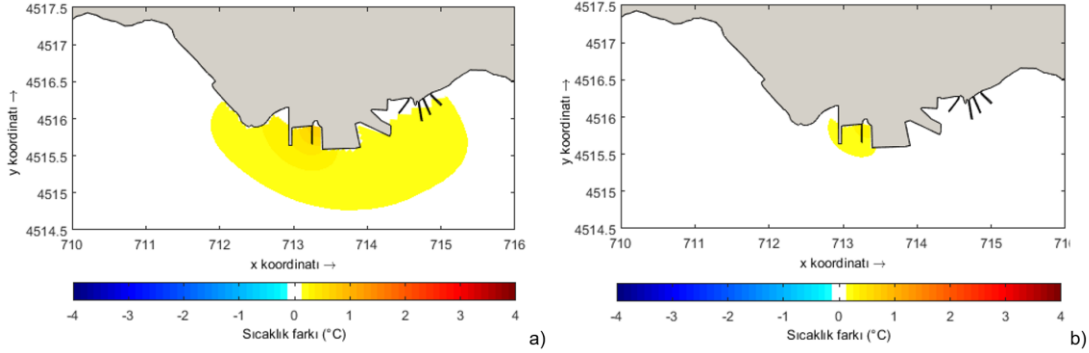 4517.5
4517
4516.5
4516
4515.5
4515
4514.5
y koordinatı →
710 711 712 713 714 715 716
x koordinatı →
-4 -3 -2 -1 0 1 2 3 4
Sıcaklık farkı (°C)
a)
4517.5
4517
4516.5
4516
4515.5
4515
4514.5
y koordinatı →
710 711 712 713 714 715 71
x koordinatı →
-4 -3 -2 -1 0 1 2 3 4
Sıcaklık farkı (°C)
b)